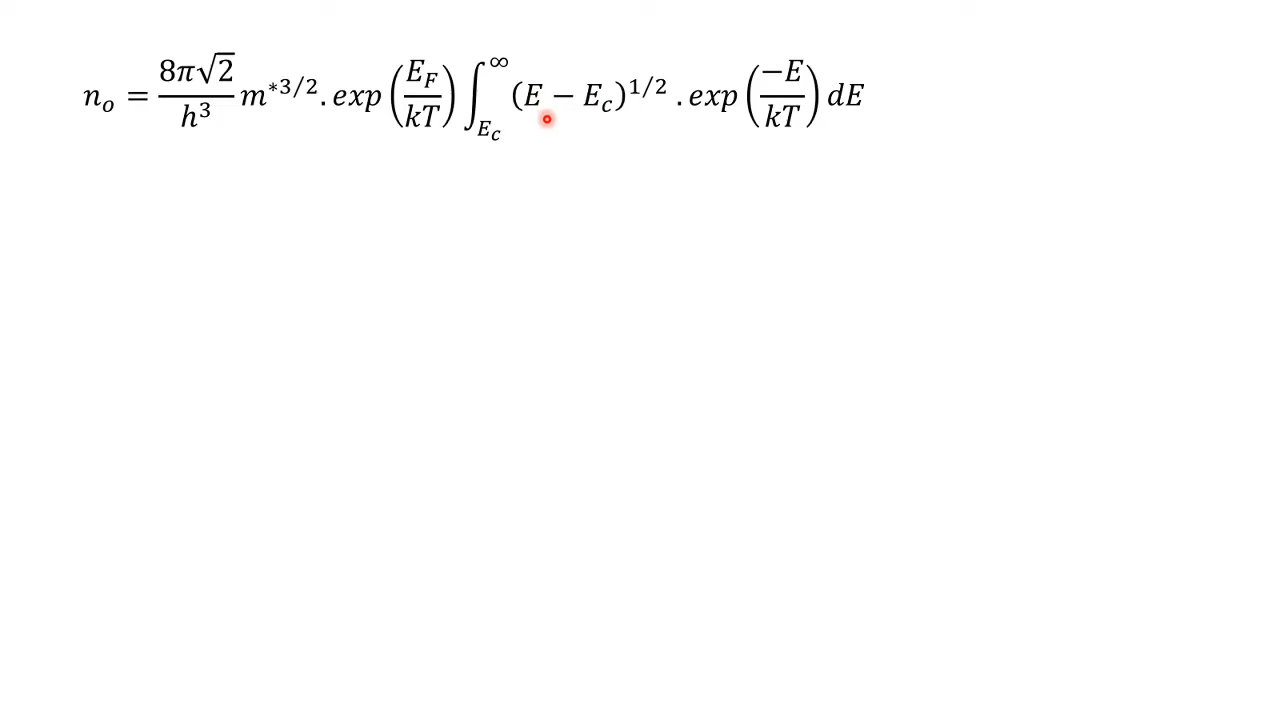 n_o = \frac{8\pi\sqrt{2}}{h^3} m^{*3/2} . exp\left(\frac{E_F}{kT}\right) \int_{E_c}^{\infty} (E - E_c)^{1/2} . exp\left(\frac{-E}{kT}\right) dE